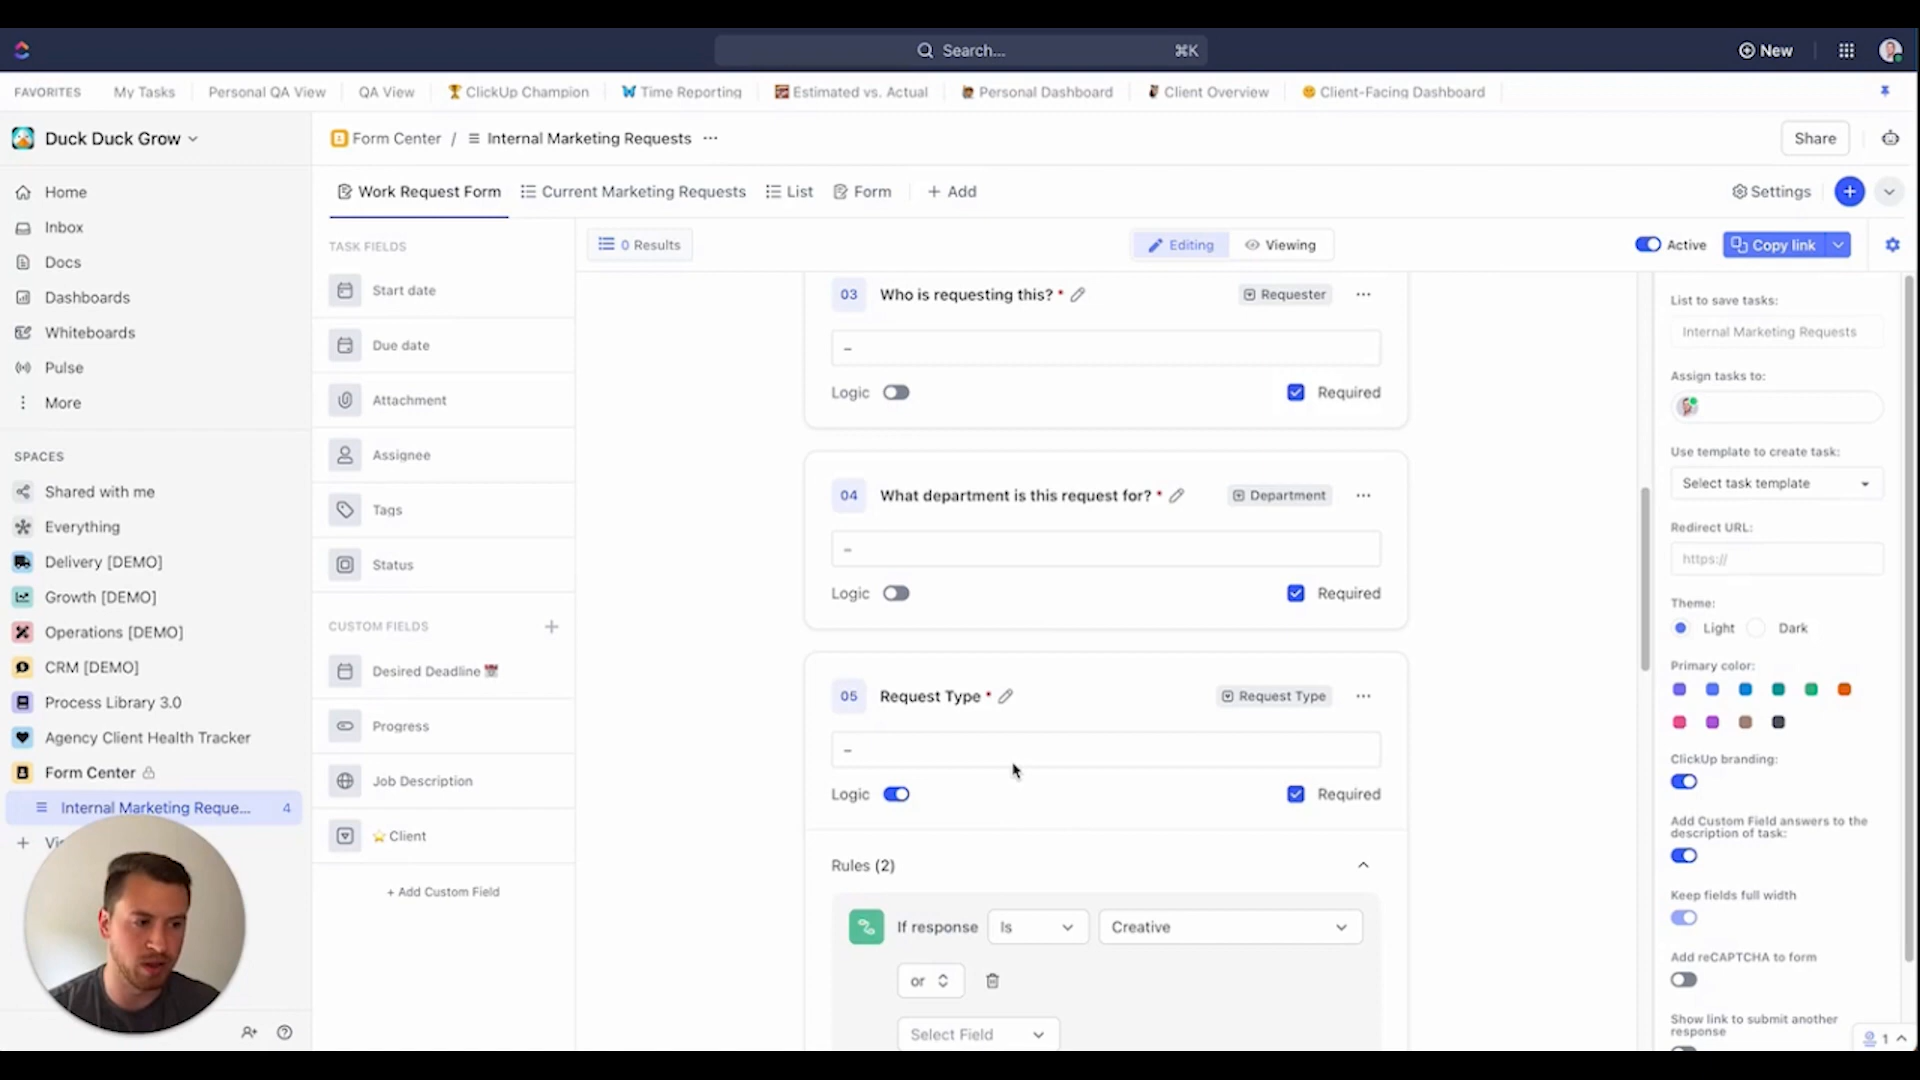 Search...
⌘K
New
FAVORITES
My Tasks
Personal QA View
QA View
ClickUp Champion
Time Reporting
Estimated vs. Actual
Personal Dashboard
Client Overview
Client-Facing Dashboard
Duck Duck Grow
Form Center / Internal Marketing Requests
Share
Home
Inbox
Docs
Dashboards
Whiteboards
Pulse
More
SPACES
Shared with me
Everything
Delivery [DEMO]
Growth [DEMO]
Operations [DEMO]
CRM [DEMO]
Process Library 3.0
Agency Client Health Tracker
Form Center
Internal Marketing Reque... 4
Work Request Form
Current Marketing Requests
List
Form
+ Add
Settings
TASK FIELDS
Start date
Due date
Attachment
Assignee
Tags
Status
CUSTOM FIELDS
Desired Deadline
Progress
Job Description
Client
+ Add Custom Field
0 Results
Editing
Viewing
Active
Copy link
03 Who is requesting this? *
Requester
–
Logic
Required
04 What department is this request for? *
Department
–
Logic
Required
05 Request Type *
Request Type
–
Logic
Required
Rules (2)
If response Is Creative
or
Select Field
List to save tasks:
Internal Marketing Requests
Assign tasks to:
Use template to create task:
Select task template
Redirect URL:
https://
Theme:
Light
Dark
Primary color:
ClickUp branding:
Add Custom Field answers to the
description of task:
Keep fields full width
Add reCAPTCHA to form
Show link to submit another
response
1